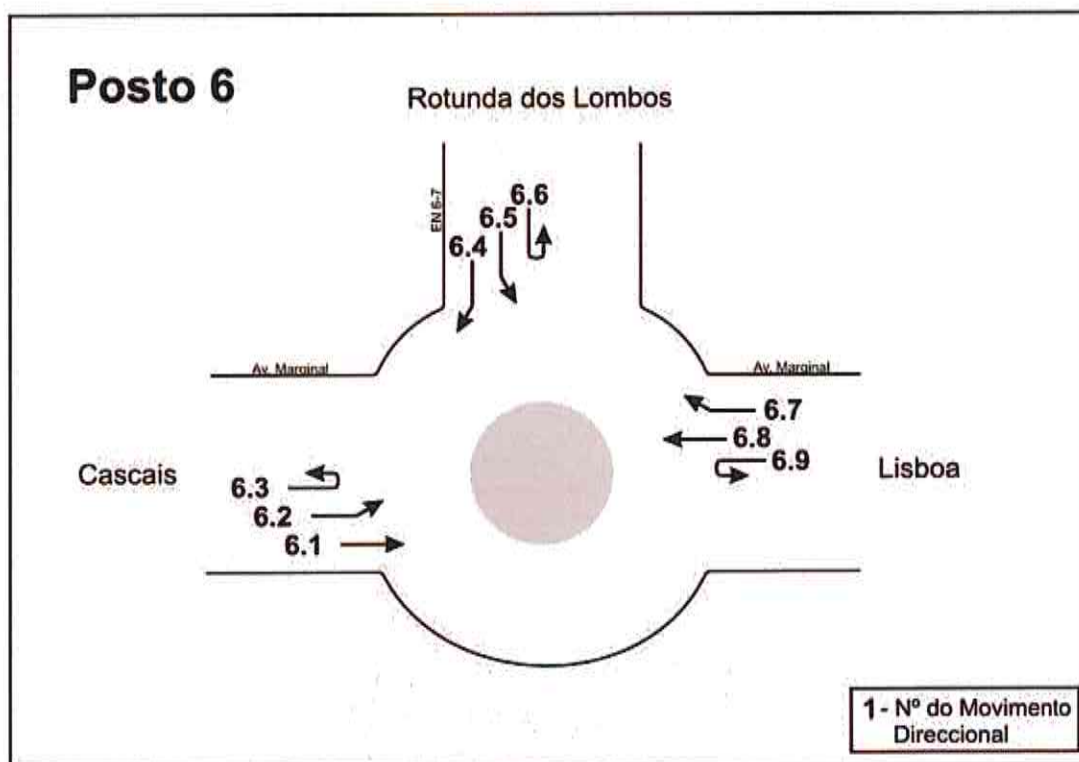 Posto 6
Rotunda dos Lombos
EN 6-7
6.6
6.5
6.4
Av. Marginal
Av. Marginal
6.7
6.8
6.9
Cascais
Lisboa
6.3
6.2
6.1
1 - Nº do Movimento
Direccional